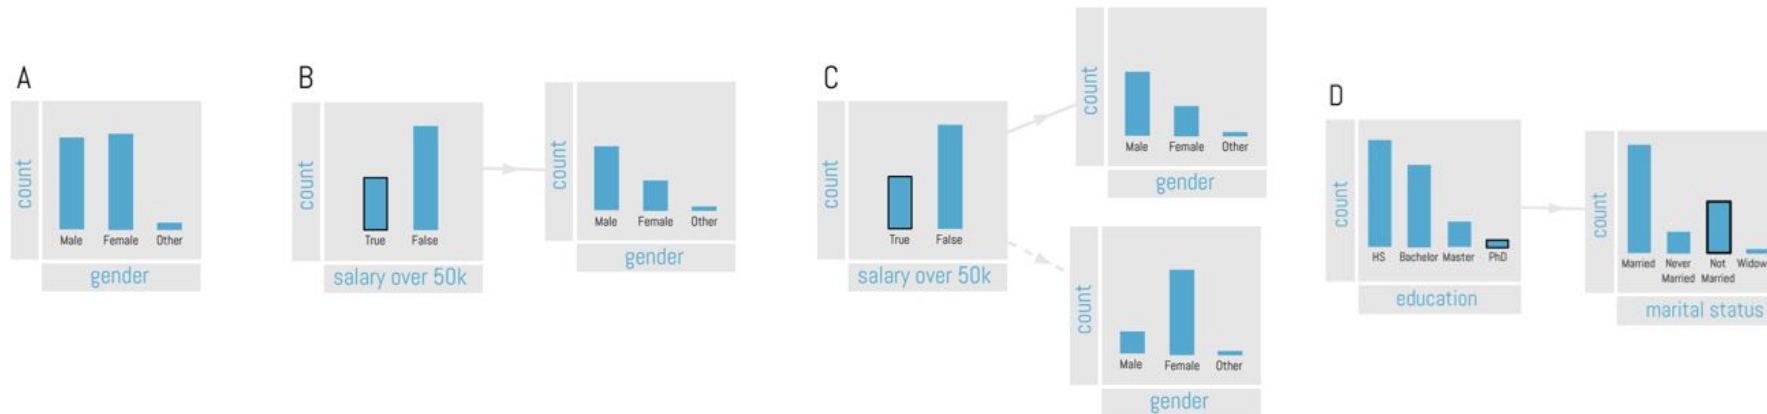 A
count
Male Female Other
gender
B
count
True False
salary over 50k
count
Male Female Other
gender
C
count
True False
salary over 50k
count
Male Female Other
gender
count
Male Female Other
gender
D
count
HS Bachelor Master PhD
education
count
Married Never Married Not Married Widow
marital status